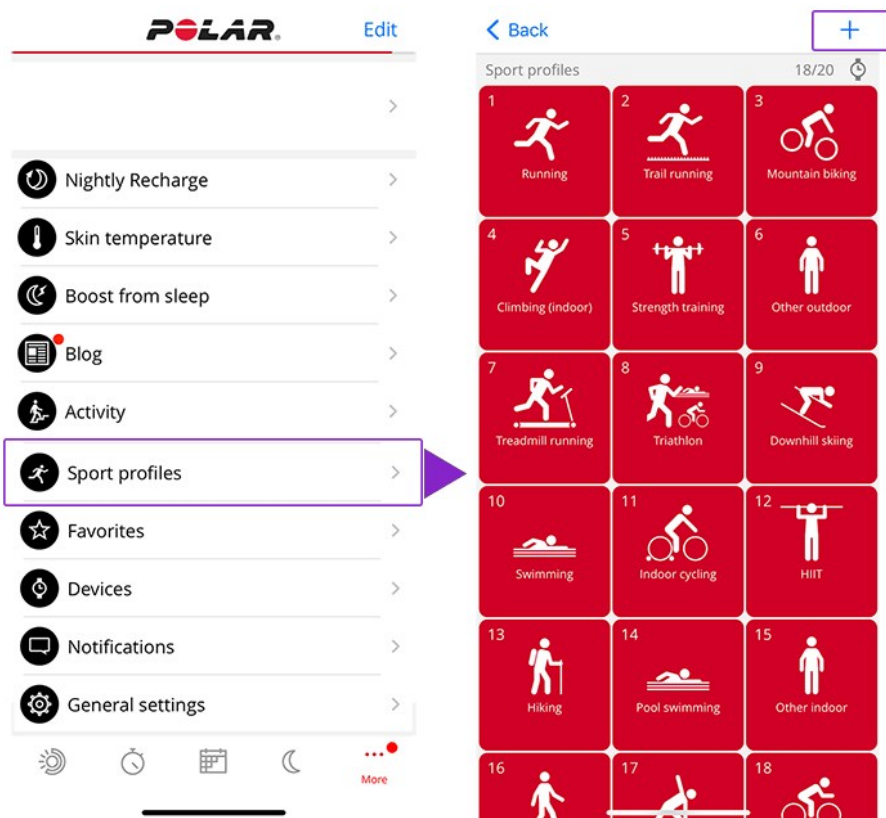 POLAR.
Edit
Nightly Recharge
Skin temperature
Boost from sleep
Blog
Activity
Sport profiles
Favorites
Devices
Notifications
General settings
More
Back
+
Sport profiles 18/20
1 2 3
Running Trail running Mountain biking
4 5 6
Climbing (indoor) Strength training Other outdoor
7 8 9
Treadmill running Triathlon Downhill skiing
10 11 12
Swimming Indoor cycling HIIT
13 14 15
Hiking Pool swimming Other indoor
16 17 18